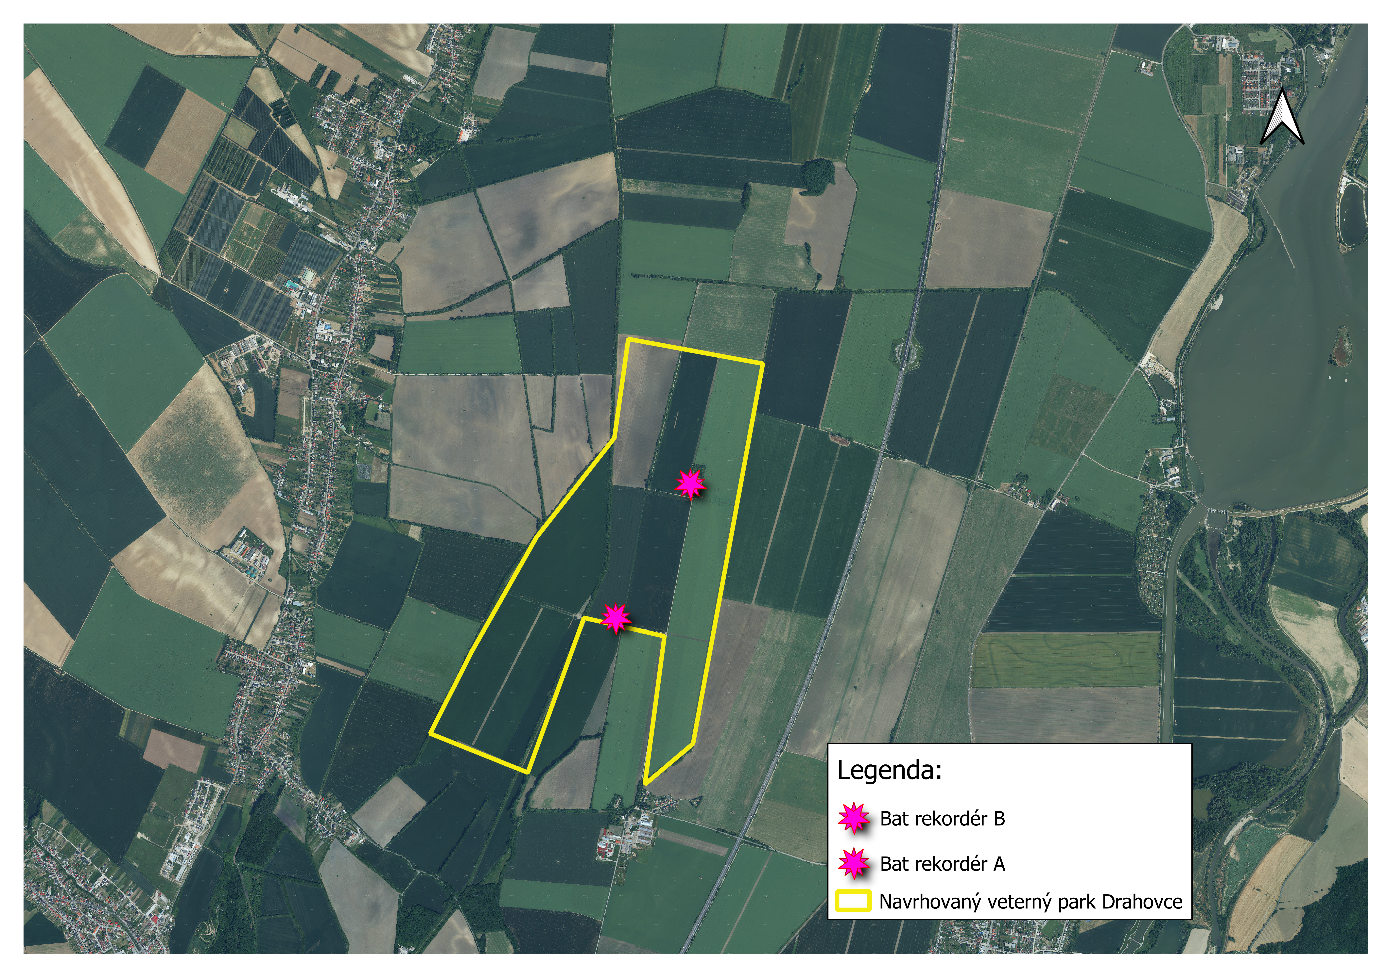 Legenda:
Bat rekordér B
Bat rekordér A
Navrhovaný veterný park Drahovce